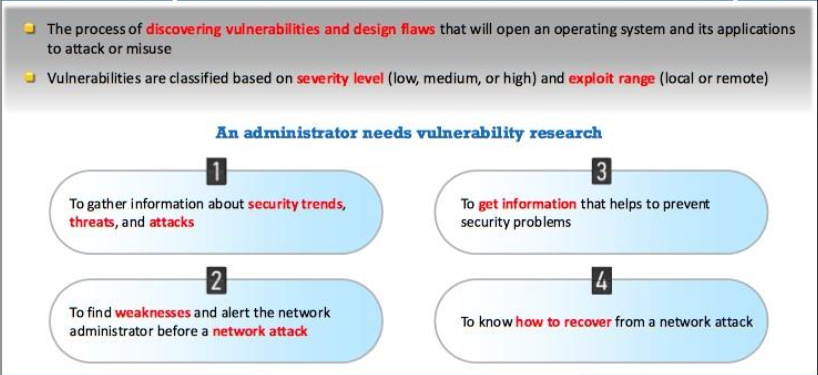 The process of discovering vulnerabilities and design flaws that will open an operating system and its applications
to attack or misuse
Vulnerabilities are classified based on severity level (low, medium, or high) and exploit range (local or remote)
An administrator needs vulnerability research
1
To gather information about security trends,
threats, and attacks
2
To find weaknesses and alert the network
administrator before a network attack
3
To get information that helps to prevent
security problems
4
To know how to recover from a network attack